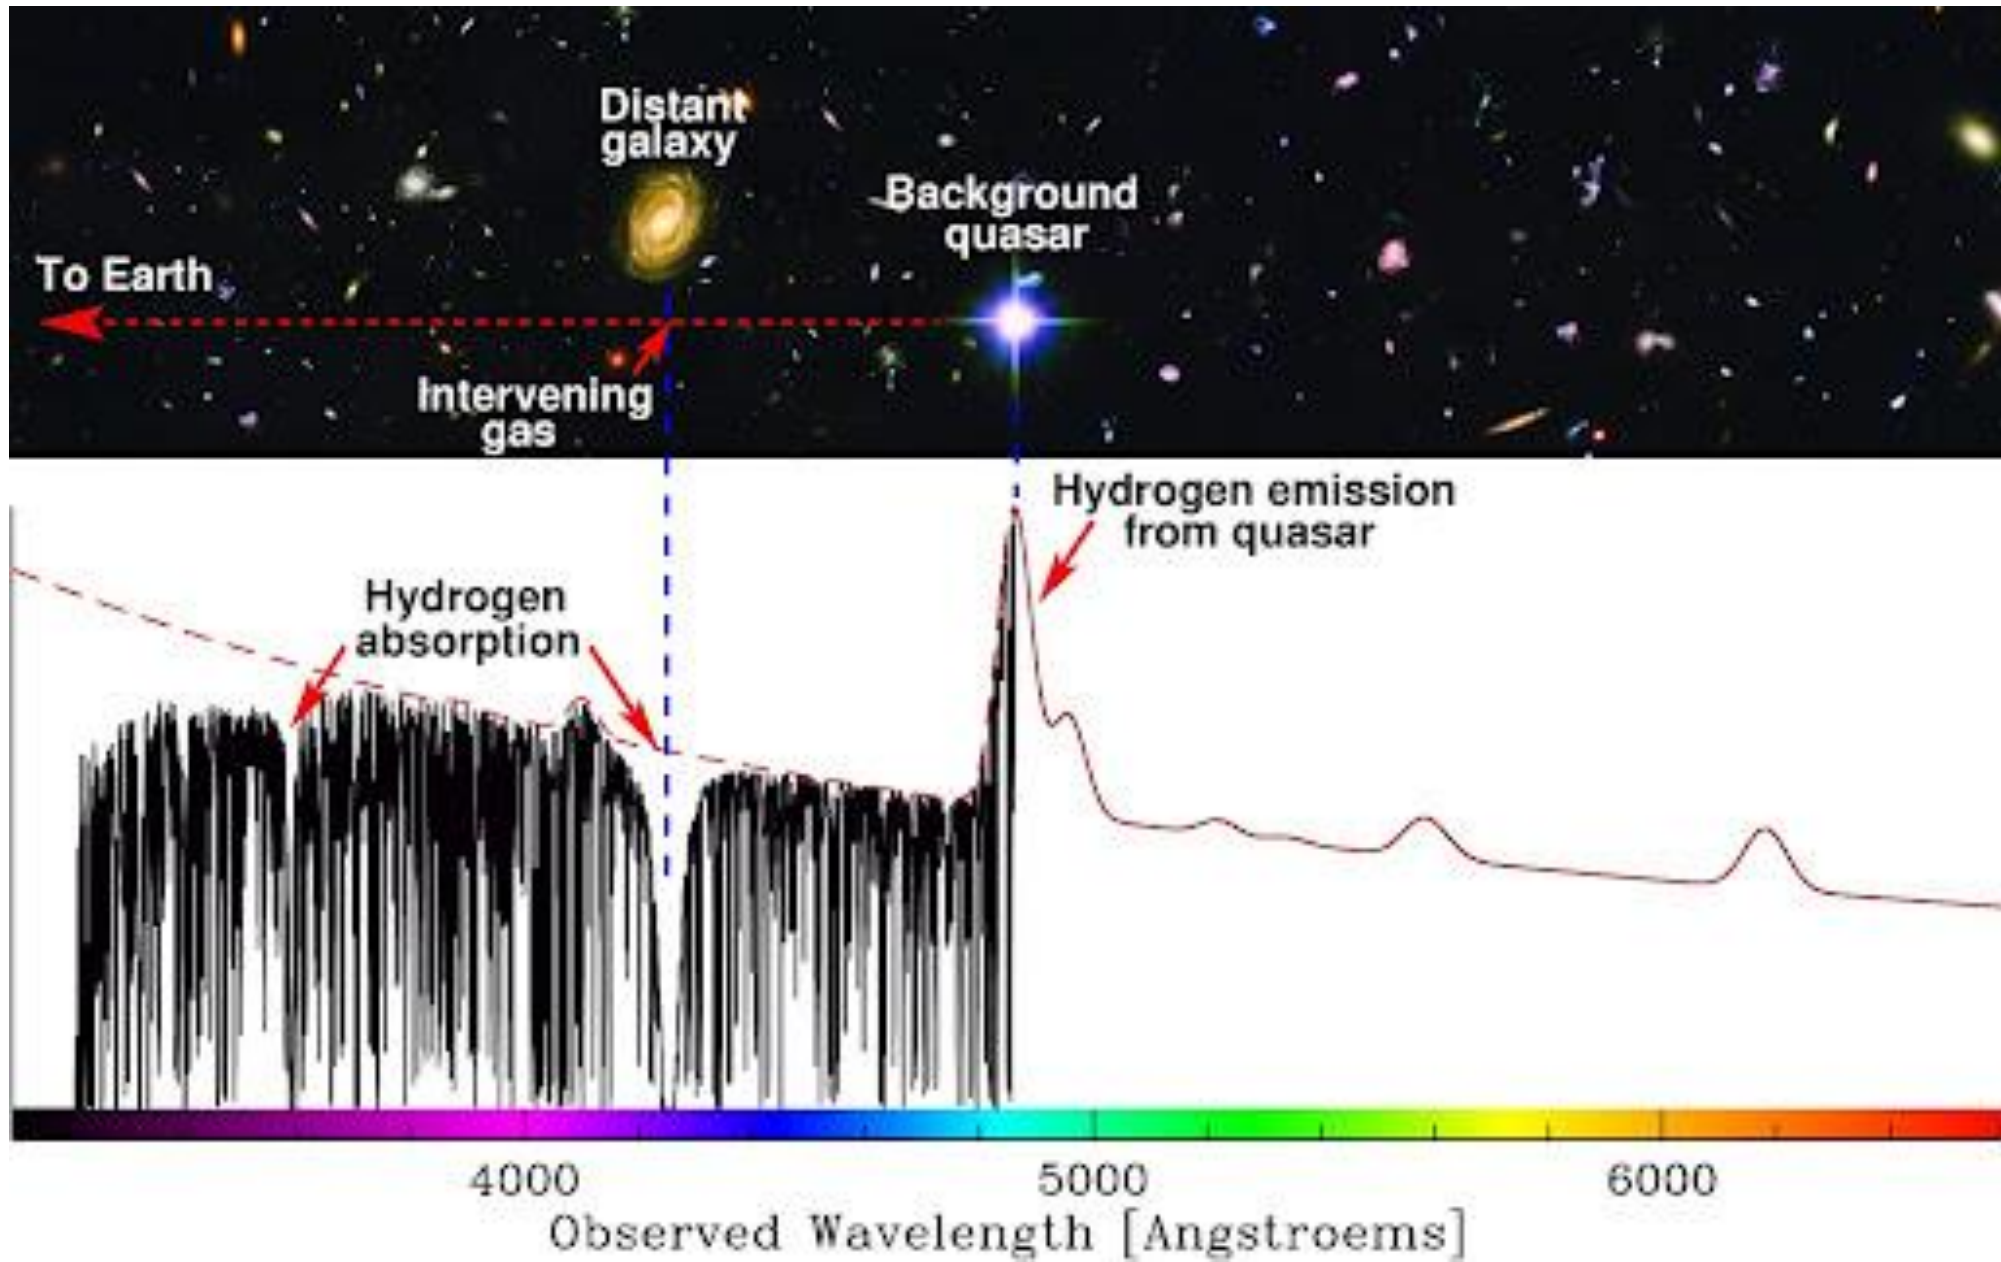 Distant
galaxy
Background
quasar
To Earth
Intervening
gas
Hydrogen emission
from quasar
Hydrogen
absorption
4000
5000
6000
Observed Wavelength [Angstroems]